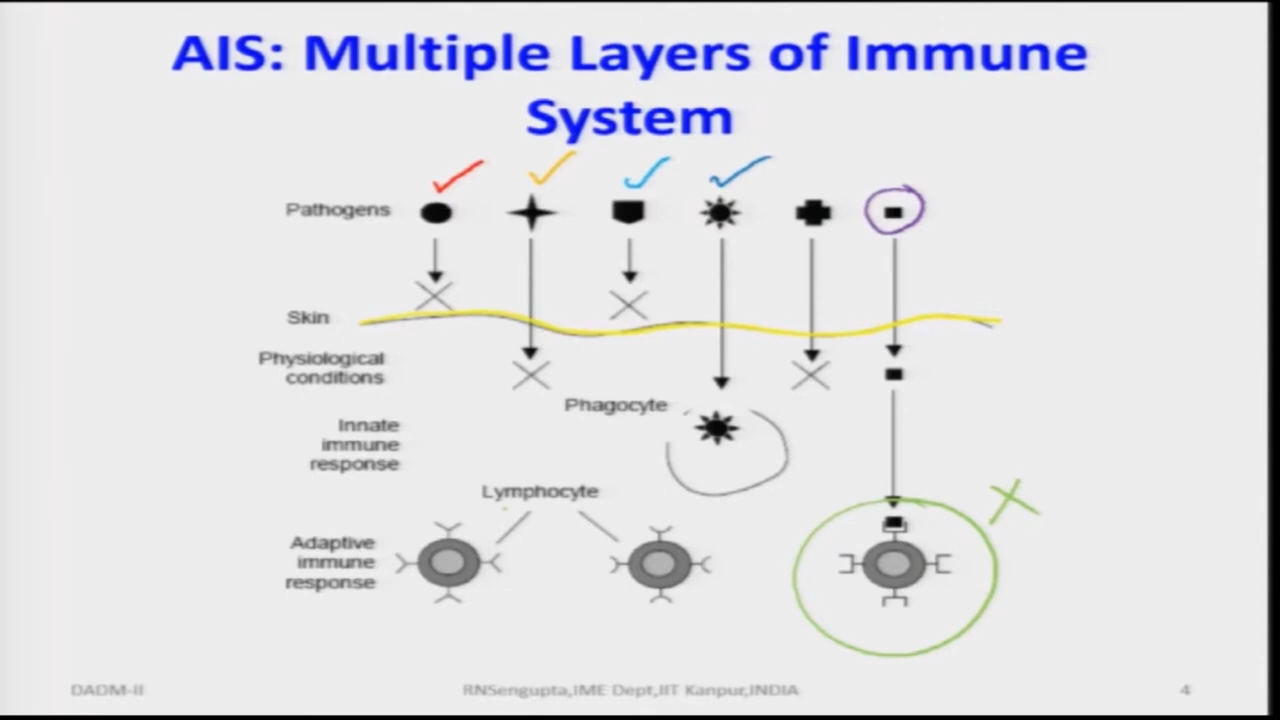 AIS: Multiple Layers of Immune
System
Pathogens
Skin
Physiological
conditions
Phagocyte
Innate
immune
response
Lymphocyte
Adaptive
immune
response
DADM-II
RNSengupta,IME Dept,IIT Kanpur,INDIA
4